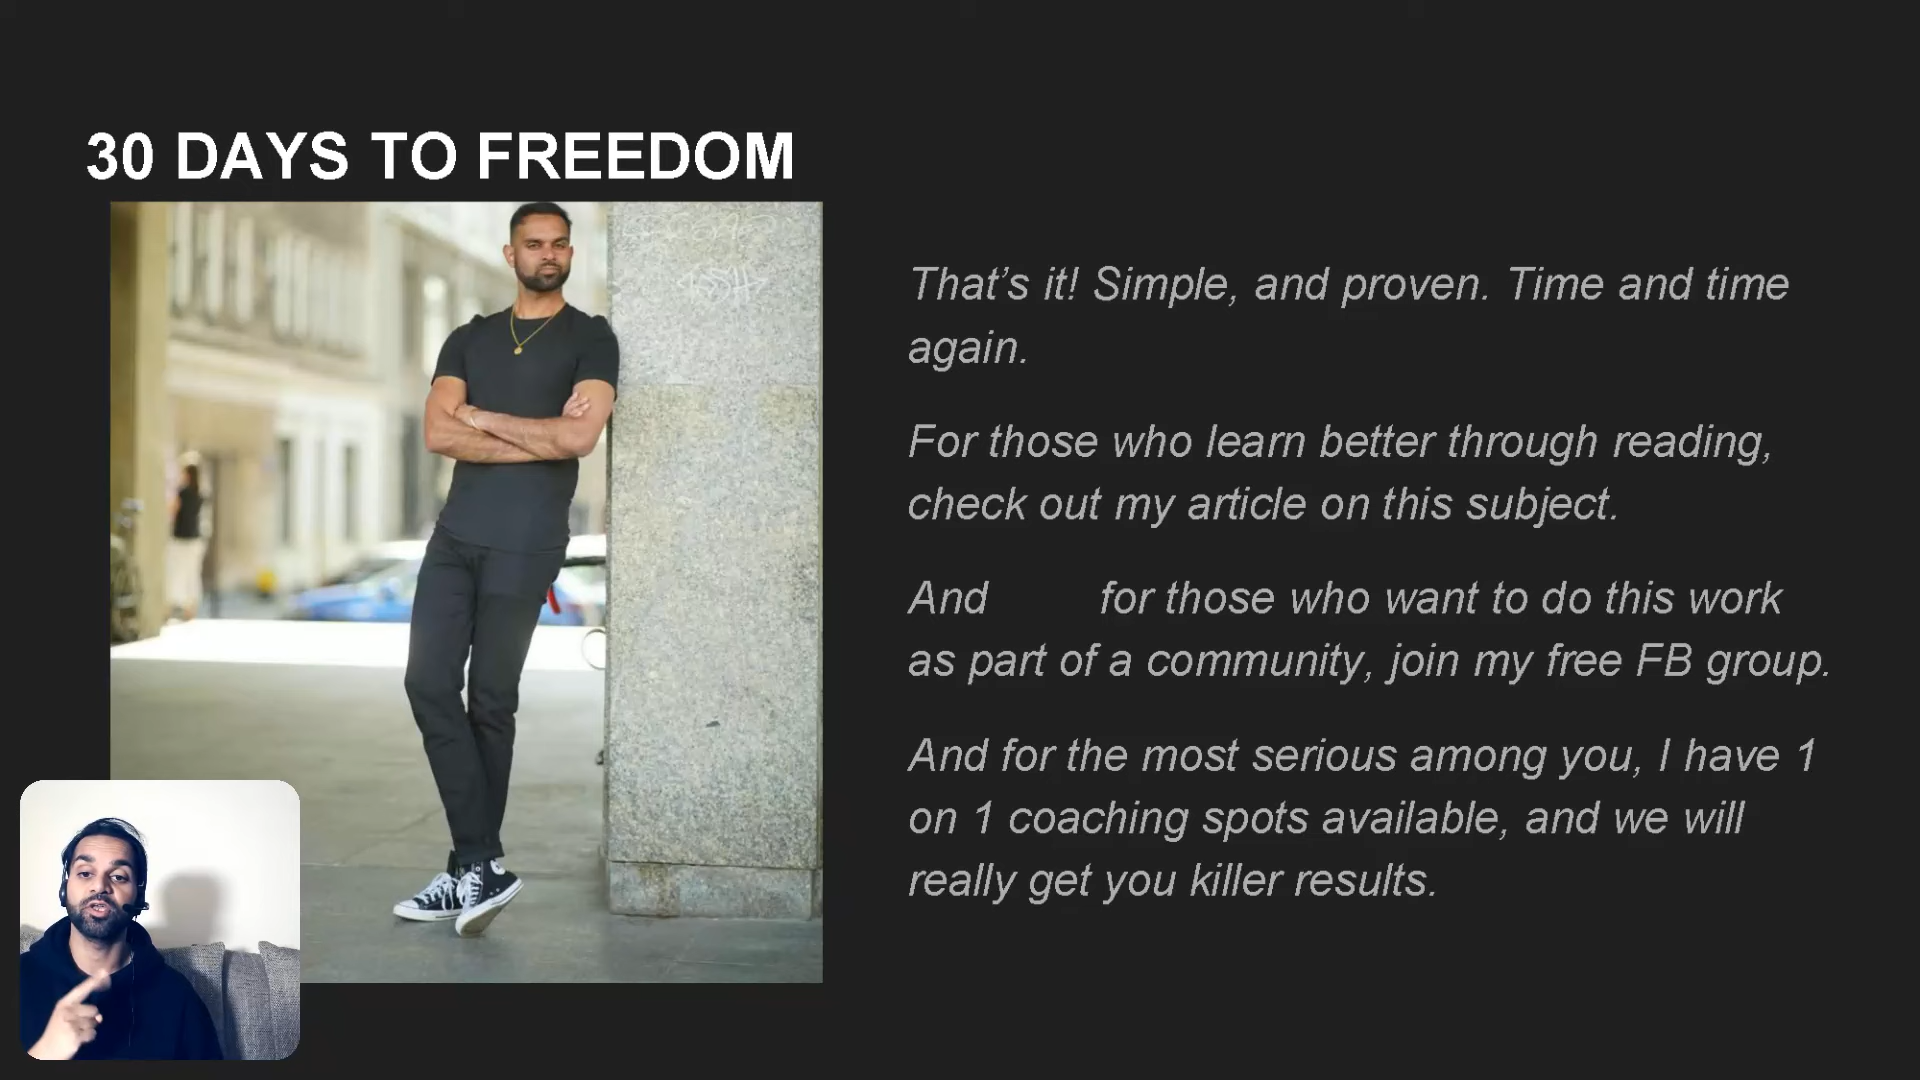 30 DAYS TO FREEDOM
That’s it! Simple, and proven. Time and time
again.
For those who learn better through reading,
check out my article on this subject.
And for those who want to do this work
as part of a community, join my free FB group.
And for the most serious among you, I have 1
on 1 coaching spots available, and we will
really get you killer results.